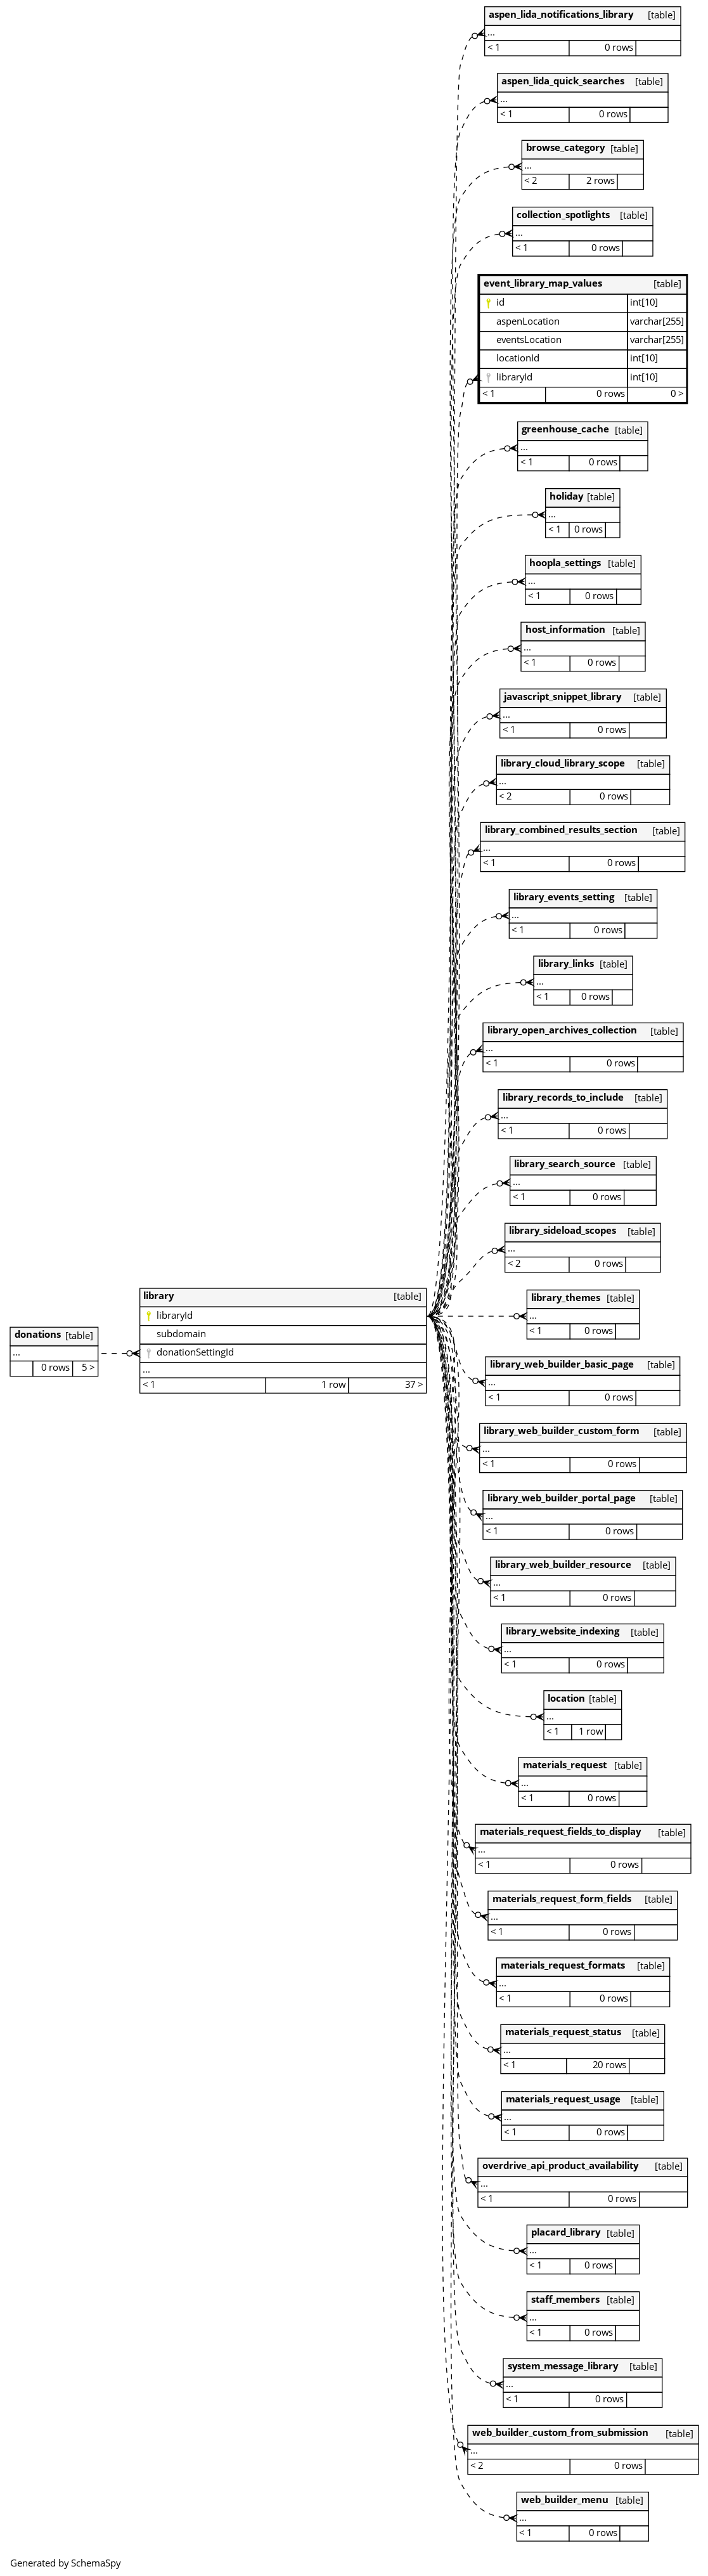 aspen_lida_notifications_library [table]
...
< 1 0 rows
aspen_lida_quick_searches [table]
...
< 1 0 rows
browse_category [table]
...
< 2 2 rows
collection_spotlights [table]
...
< 1 0 rows
event_library_map_values [table]
id int[10]
aspenLocation varchar[255]
eventsLocation varchar[255]
locationId int[10]
libraryId int[10]
< 1 0 rows 0 >
greenhouse_cache [table]
...
< 1 0 rows
holiday [table]
...
< 1 0 rows
hoopla_settings [table]
...
< 1 0 rows
host_information [table]
...
< 1 0 rows
javascript_snippet_library [table]
...
< 1 0 rows
library_cloud_library_scope [table]
...
< 2 0 rows
library_combined_results_section [table]
...
< 1 0 rows
library_events_setting [table]
...
< 1 0 rows
library_links [table]
...
< 1 0 rows
library_open_archives_collection [table]
...
< 1 0 rows
library_records_to_include [table]
...
< 1 0 rows
library_search_source [table]
...
< 1 0 rows
library_sideload_scopes [table]
...
< 2 0 rows
library_themes [table]
...
< 1 0 rows
donations [table]
...
0 rows 5 >
library [table]
libraryId
subdomain
donationSettingId
...
< 1 1 row 37 >
library_web_builder_basic_page [table]
...
< 1 0 rows
library_web_builder_custom_form [table]
...
< 1 0 rows
library_web_builder_portal_page [table]
...
< 1 0 rows
library_web_builder_resource [table]
...
< 1 0 rows
library_website_indexing [table]
...
< 1 0 rows
location [table]
...
< 1 1 row
materials_request [table]
...
< 1 0 rows
materials_request_fields_to_display [table]
...
< 1 0 rows
materials_request_form_fields [table]
...
< 1 0 rows
materials_request_formats [table]
...
< 1 0 rows
materials_request_status [table]
...
< 1 20 rows
materials_request_usage [table]
...
< 1 0 rows
overdrive_api_product_availability [table]
...
< 1 0 rows
placard_library [table]
...
< 1 0 rows
staff_members [table]
...
< 1 0 rows
system_message_library [table]
...
< 1 0 rows
web_builder_custom_from_submission [table]
...
< 2 0 rows
web_builder_menu [table]
...
< 1 0 rows
Generated by SchemaSpy